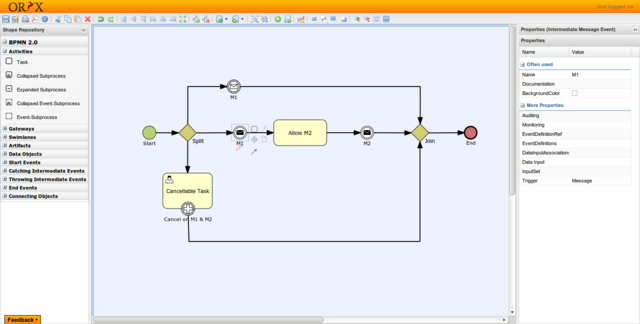 ORYX
Not logged on
Shape Repository
BPMN 2.0
Activities
Task
Collapsed Subprocess
Expanded Subprocess
Collapsed Event-Subprocess
Event-Subprocess
Gateways
Swimlanes
Artifacts
Data Objects
Start Events
Catching Intermediate Events
Throwing Intermediate Events
End Events
Connecting Objects
Feedback
M1
Start
Split
M1
Allow M2
M2
Join
End
Cancellable Task
Cancel on M1 & M2
Properties (Intermediate Message Event)
Properties
Name Value
Often used
Name M1
Documentation
BackgroundColor
More Properties
Auditing
Monitoring
EventDefinitionRef
EventDefinitions
DataInputAssociation
Data Input
InputSet
Trigger Message